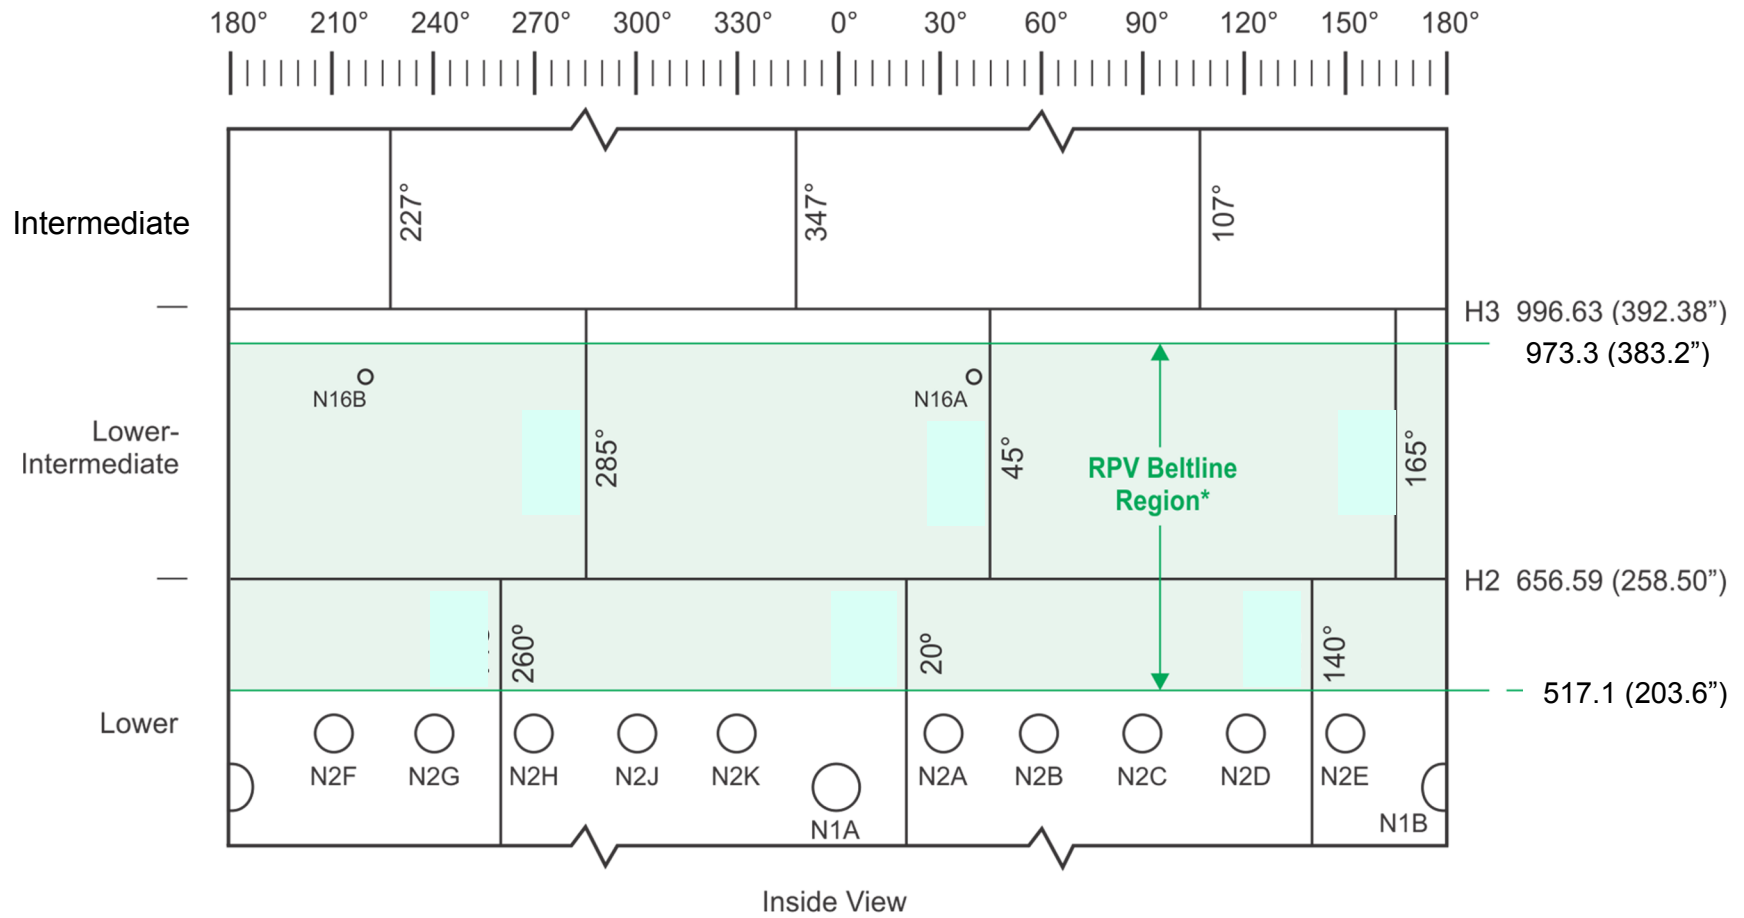 180° 210° 240° 270° 300° 330° 0° 30° 60° 90° 120° 150° 180°
Intermediate
227°
347°
107°
H3 996.63 (392.38”)
973.3 (383.2”)
N16B
N16A
Lower-
Intermediate
285°
45°
RPV Beltline
Region*
165°
H2 656.59 (258.50”)
260º
20º
140°
517.1 (203.6”)
Lower
N2F N2G N2H N2J N2K N2A N2B N2C N2D N2E
N1A
N1B
Inside View